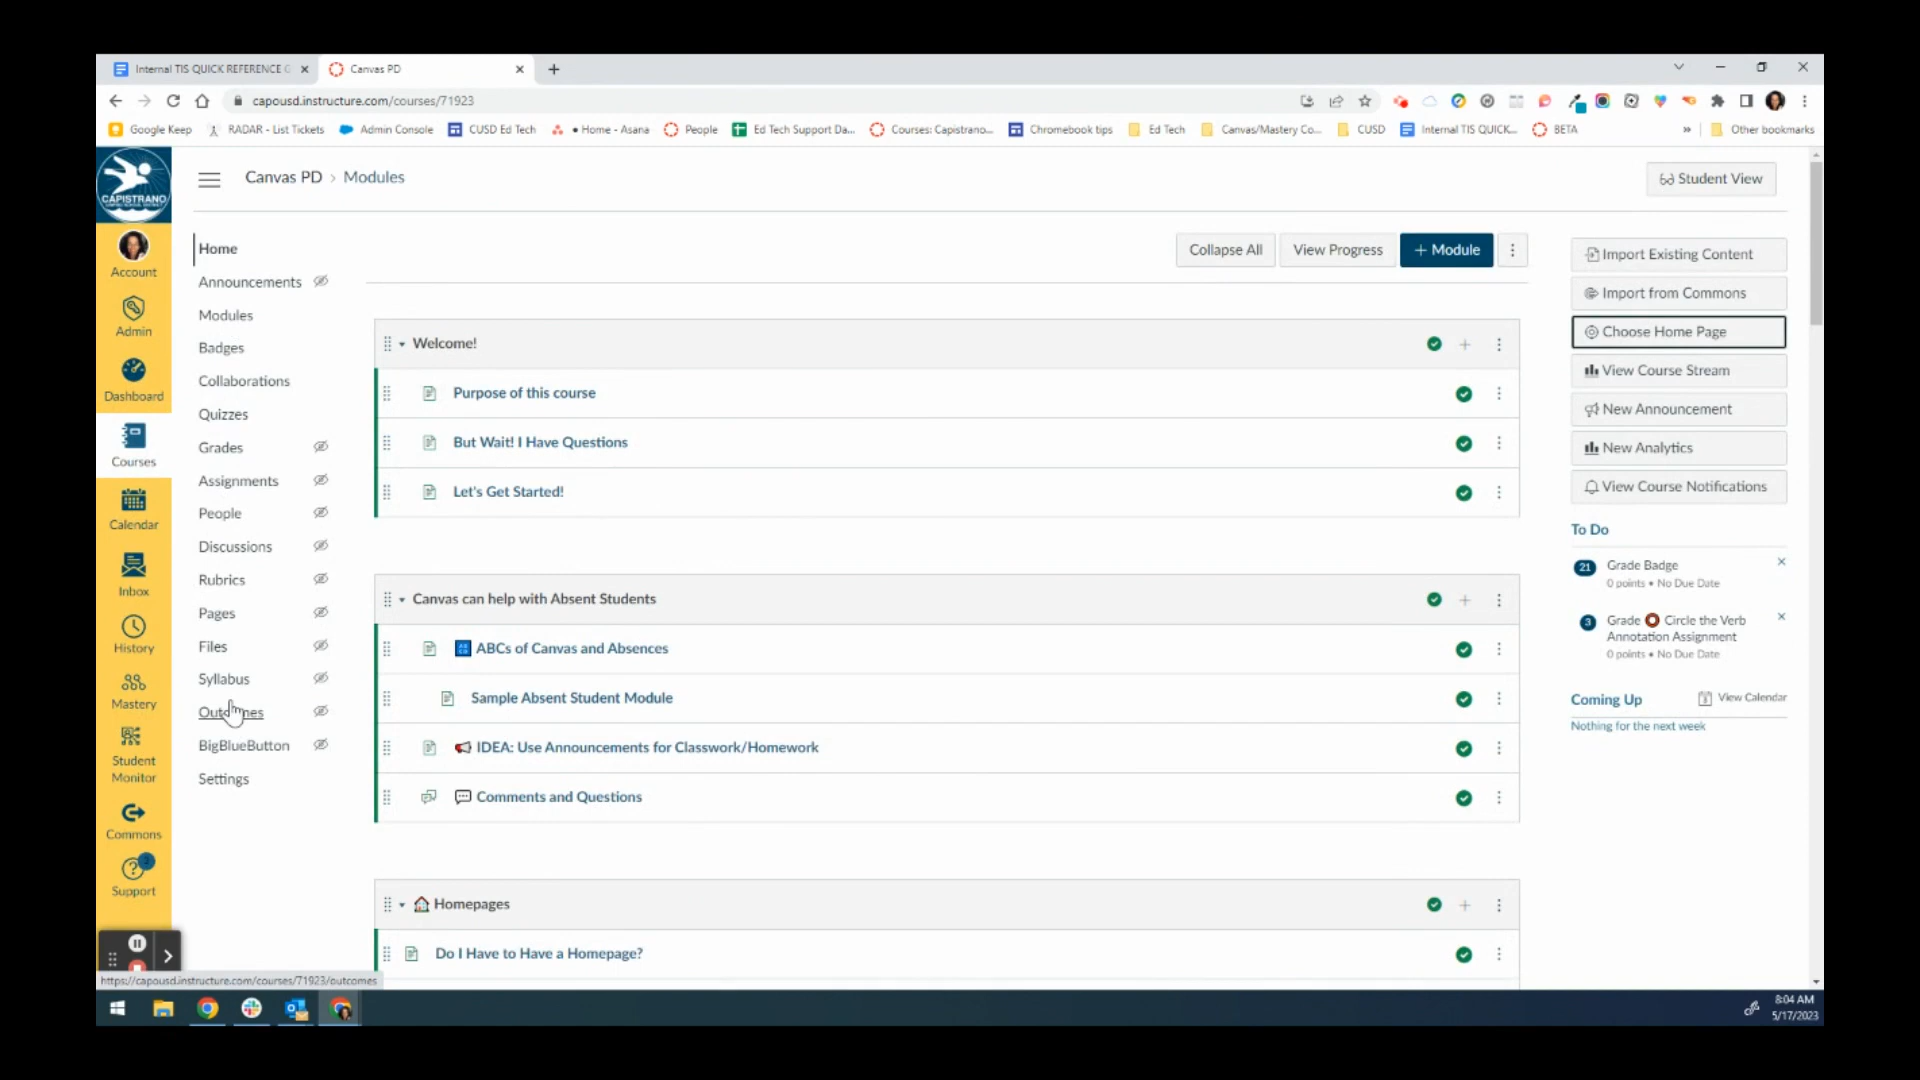 Internal TIS QUICK REFERENCE G
Canvas PD
capousd.instructure.com/courses/71923
Google Keep
RADAR - List Tickets
Admin Console
CUSD Ed Tech
• Home - Asana
People
Ed Tech Support Da...
Courses: Capistrano...
Chromebook tips
Ed Tech
Canvas/Mastery Co...
CUSD
Internal TIS QUICK...
BETA
»
Other bookmarks
CAPISTRANO
Account
Admin
Dashboard
Courses
Calendar
Inbox
History
Mastery
Student
Monitor
Commons
Support
Canvas PD › Modules
Student View
Home
Announcements
Modules
Badges
Collaborations
Quizzes
Grades
Assignments
People
Discussions
Rubrics
Pages
Files
Syllabus
Outcomes
BigBlueButton
Settings
Collapse All
View Progress
+ Module
Welcome!
Purpose of this course
But Wait! I Have Questions
Let's Get Started!
Canvas can help with Absent Students
ABCs of Canvas and Absences
Sample Absent Student Module
IDEA: Use Announcements for Classwork/Homework
Comments and Questions
Homepages
Do I Have to Have a Homepage?
Import Existing Content
Import from Commons
Choose Home Page
View Course Stream
New Announcement
New Analytics
View Course Notifications
To Do
21
Grade Badge
0 points • No Due Date
3
Grade ⭕ Circle the Verb
Annotation Assignment
0 points • No Due Date
Coming Up
View Calendar
Nothing for the next week
https://capousd.instructure.com/courses/71923/outcomes
8:04 AM
5/17/2023